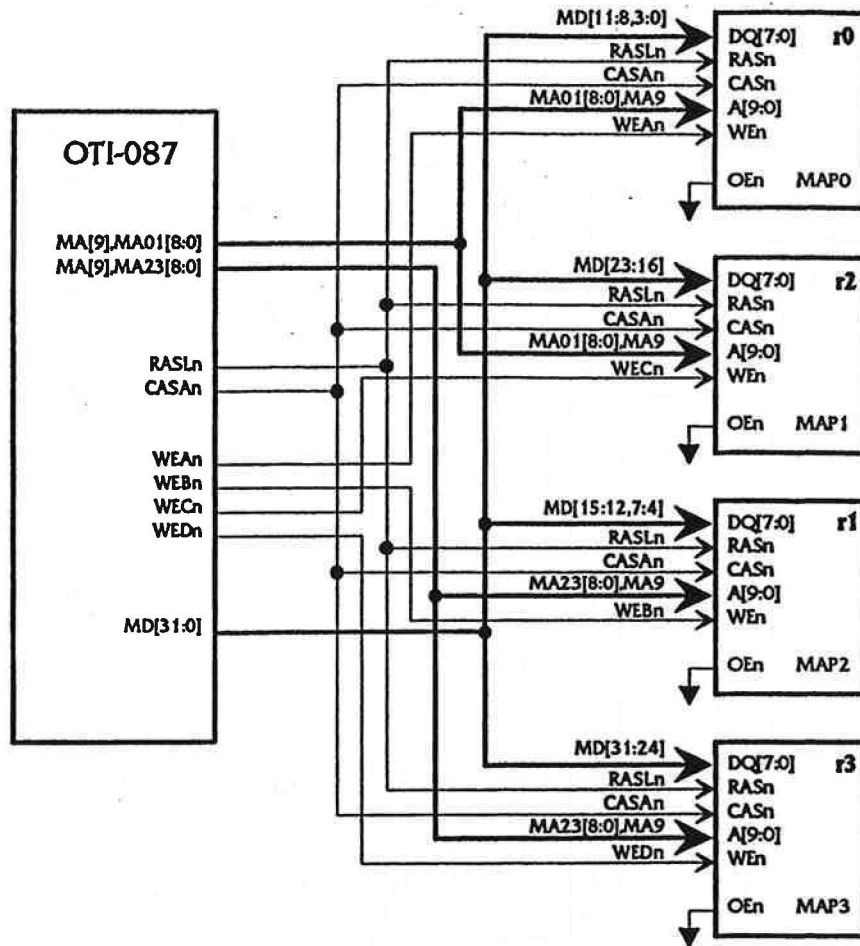 OTI-087
MA[9],MA01[8:0]
MA[9],MA23[8:0]
RASLn
CASAn
WEAn
WEBn
WECn
WEDn
MD[31:0]
MD[11:8,3:0]
RASLn
CASAn
MA01[8:0],MA9
WEAn
DQ[7:0] r0
RASn
CASn
A[9:0]
WEn
OEn MAP0
MD[23:16]
RASLn
CASAn
MA01[8:0],MA9
WECn
DQ[7:0] r2
RASn
CASn
A[9:0]
WEn
OEn MAP1
MD[15:12,7:4]
RASLn
CASAn
MA23[8:0],MA9
WEBn
DQ[7:0] r1
RASn
CASn
A[9:0]
WEn
OEn MAP2
MD[31:24]
RASLn
CASAn
MA23[8:0],MA9
WEDn
DQ[7:0] r3
RASn
CASn
A[9:0]
WEn
OEn MAP3